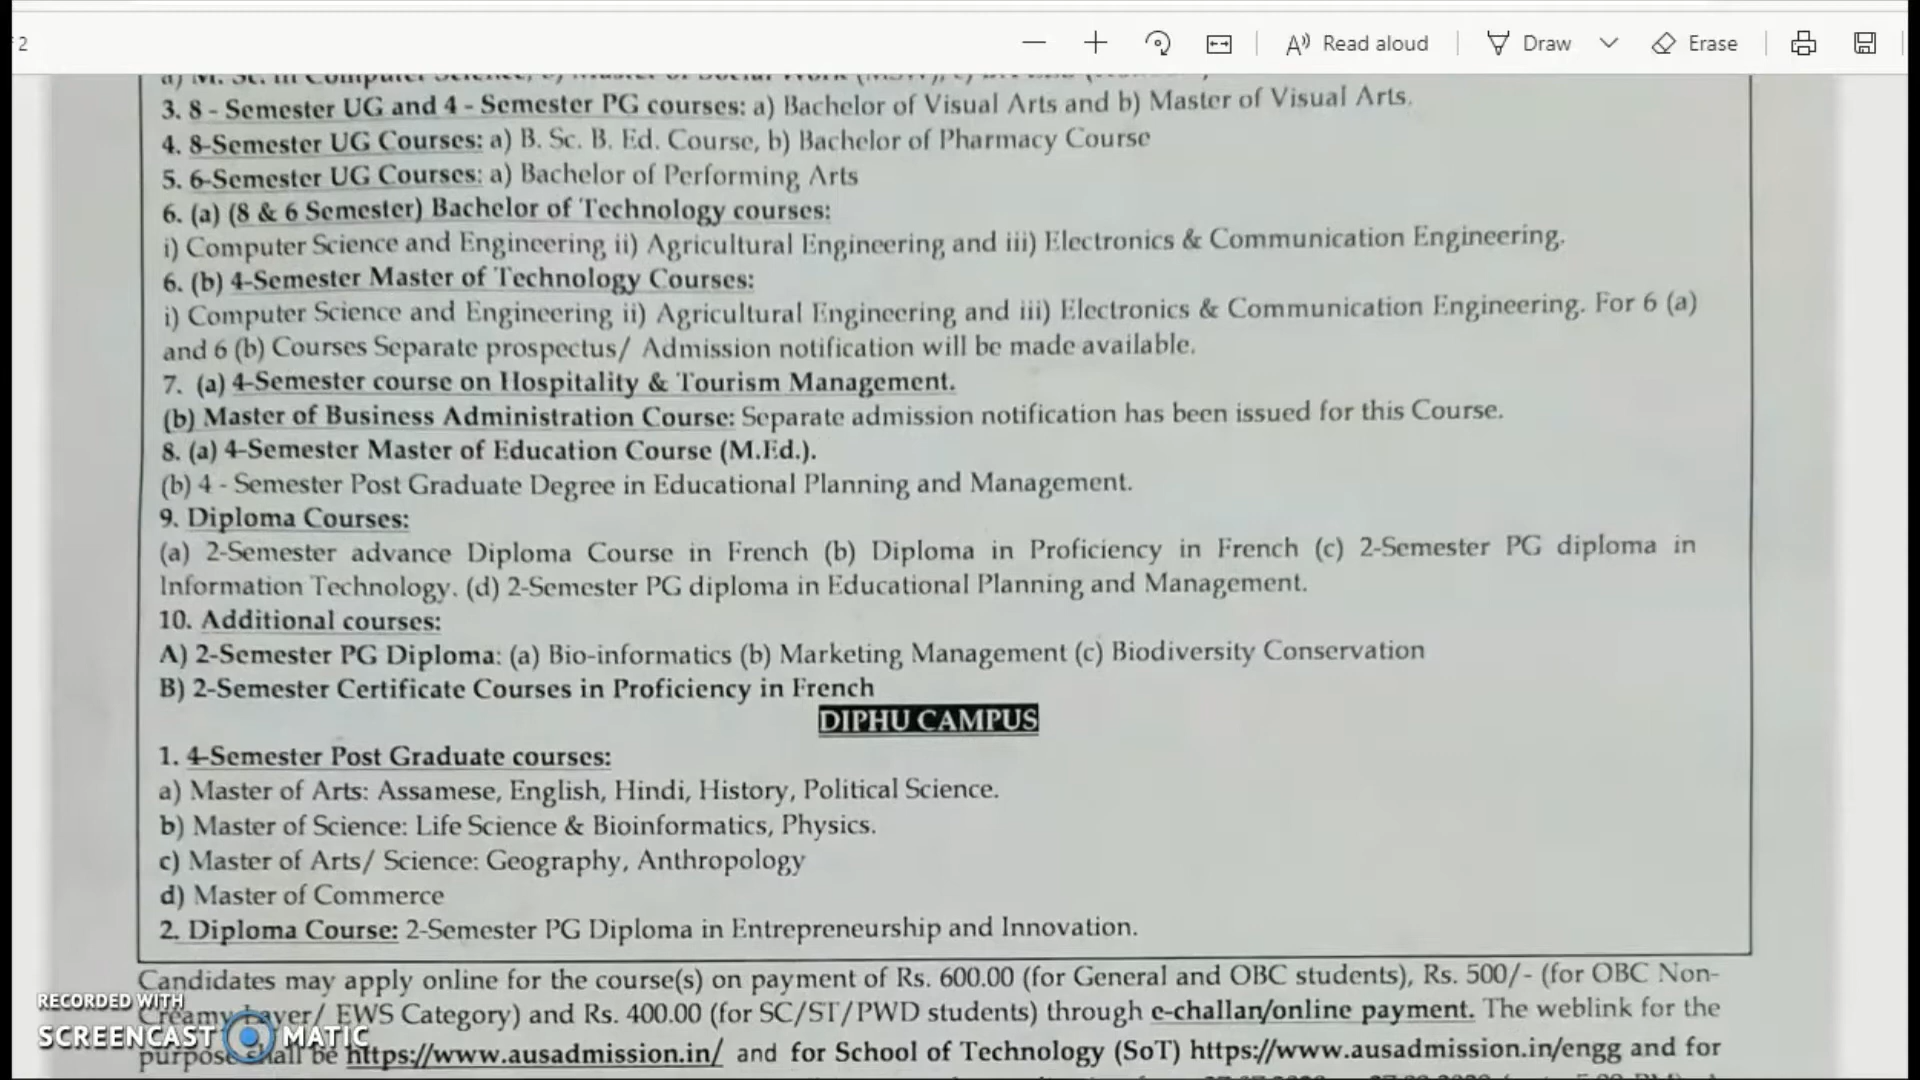 2
Read aloud
Draw
Erase
3. 8 - Semester UG and 4 - Semester PG courses: a) Bachelor of Visual Arts and b) Master of Visual Arts.
4. 8-Semester UG Courses: a) B. Sc. B. Ed. Course, b) Bachelor of Pharmacy Course
5. 6-Semester UG Courses: a) Bachelor of Performing Arts
6. (a) (8 & 6 Semester) Bachelor of Technology courses:
i) Computer Science and Engineering ii) Agricultural Engineering and iii) Electronics & Communication Engineering.
6. (b) 4-Semester Master of Technology Courses:
i) Computer Science and Engineering ii) Agricultural Engineering and iii) Electronics & Communication Engineering. For 6 (a)
and 6 (b) Courses Separate prospectus/ Admission notification will be made available.
7. (a) 4-Semester course on Hospitality & Tourism Management.
(b) Master of Business Administration Course: Separate admission notification has been issued for this Course.
8. (a) 4-Semester Master of Education Course (M.Ed.).
(b) 4 - Semester Post Graduate Degree in Educational Planning and Management.
9. Diploma Courses:
(a) 2-Semester advance Diploma Course in French (b) Diploma in Proficiency in French (c) 2-Semester PG diploma in
Information Technology. (d) 2-Semester PG diploma in Educational Planning and Management.
10. Additional courses:
A) 2-Semester PG Diploma: (a) Bio-informatics (b) Marketing Management (c) Biodiversity Conservation
B) 2-Semester Certificate Courses in Proficiency in French
DIPHU CAMPUS
1. 4-Semester Post Graduate courses:
a) Master of Arts: Assamese, English, Hindi, History, Political Science.
b) Master of Science: Life Science & Bioinformatics, Physics.
c) Master of Arts/ Science: Geography, Anthropology
d) Master of Commerce
2. Diploma Course: 2-Semester PG Diploma in Entrepreneurship and Innovation.
Candidates may apply online for the course(s) on payment of Rs. 600.00 (for General and OBC students), Rs. 500/- (for OBC Non-
Creamy Layer/ EWS Category) and Rs. 400.00 (for SC/ST/PWD students) through e-challan/online payment. The weblink for the
purpose shall be https://www.ausadmission.in/ and for School of Technology (SoT) https://www.ausadmission.in/engg and for
RECORDED WITH
SCREENCAST MATIC